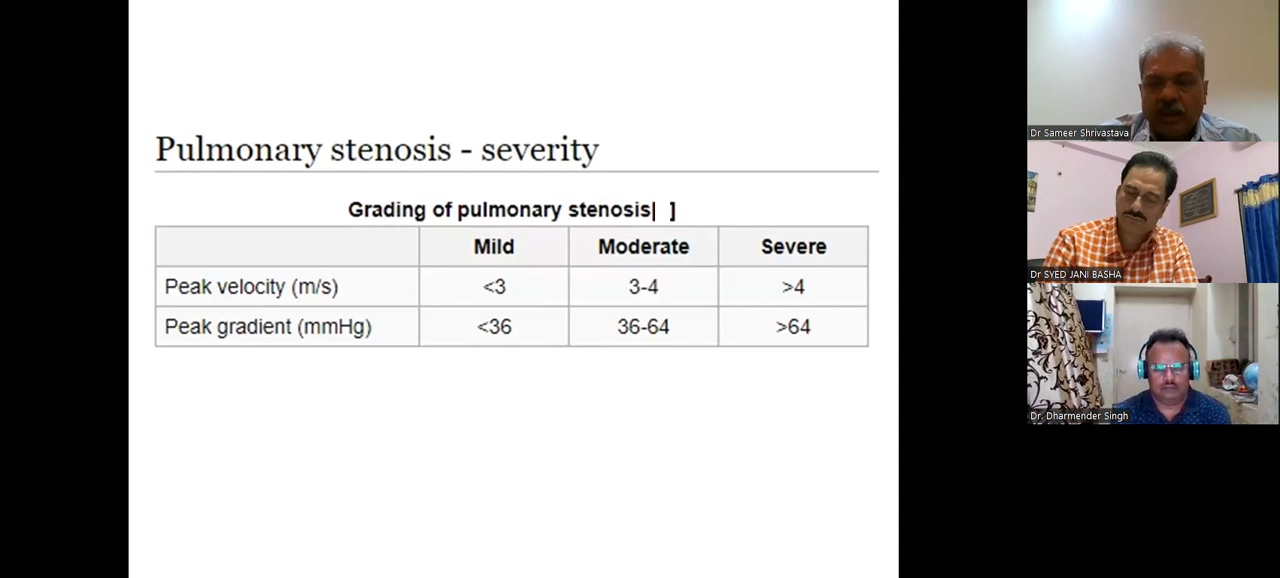 Pulmonary stenosis - severity
Grading of pulmonary stenosis| ]
Mild Moderate Severe
Peak velocity (m/s) <3 3-4 >4
Peak gradient (mmHg) <36 36-64 >64
Dr Sameer Shrivastava
Dr SYED JANI BASHA
Dr. Dharmender Singh